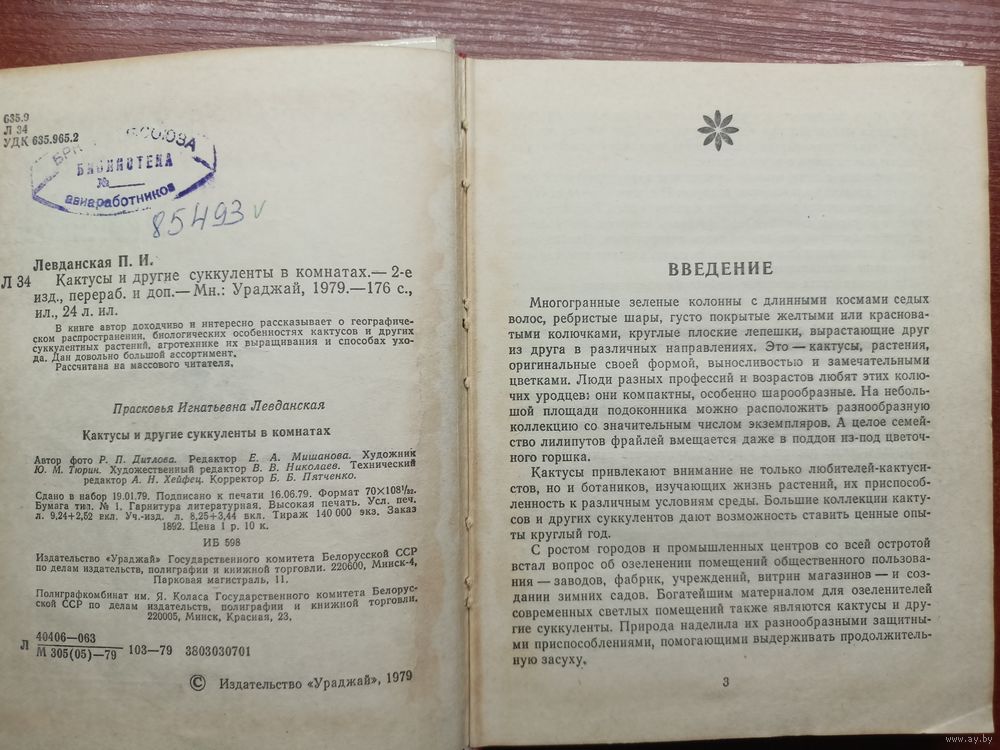 635.9
Л 34
УДК 635.965.2
СОЮЗА
БИБЛИОТЕКА
№
авиаработников
85493
Левданская П. И.
Л 34 Кактусы и другие суккуленты в комнатах.— 2-е
изд., перераб. и доп.— Мн.: Ураджай, 1979.—176 с.,
ил., 24 л. ил.
В книге автор доходчиво и интересно рассказывает о географиче-
ском распространении, биологических особенностях кактусов и других
суккулентных растений, агротехнике их выращивания и способах ухо-
да. Дан довольно большой ассортимент.
Рассчитана на массового читателя.
Прасковья Игнатьевна Левданская
Кактусы и другие суккуленты в комнатах
Автор фото Р. П. Дитлова. Редактор Е. А. Мишанова. Художник
Ю. М. Тюрин. Художественный редактор В. В. Николаев. Технический
редактор А. Н. Хейфец. Корректор Б. Б. Пятченко.
Сдано в набор 19.01.79. Подписано к печати 16.06.79. Формат 70×108¹/₃₂.
Бумага тип. № 1. Гарнитура литературная. Высокая печать. Усл. печ.
л. 9,24+2,52 вкл. Уч.-изд. л. 8,25+3,44 вкл. Тираж 140 000 экз. Заказ
1892. Цена 1 р. 10 к.
ИБ 598
Издательство «Ураджай» Государственного комитета Белорусской ССР
по делам издательств, полиграфии и книжной торговли. 220600, Минск-4,
Парковая магистраль, 11.
Полиграфкомбинат им. Я. Коласа Государственного комитета Белорус-
ской ССР по делам издательств, полиграфии и книжной торговли.
220005, Минск, Красная, 23.
Л 40406—063
М 305(05)—79 103—79 3803030701
© Издательство «Ураджай», 1979
ВВЕДЕНИЕ
Многогранные зеленые колонны с длинными космами седых
волос, ребристые шары, густо покрытые желтыми или краснова-
тыми колючками, круглые плоские лепешки, вырастающие друг
из друга в различных направлениях. Это — кактусы, растения,
оригинальные своей формой, выносливостью и замечательными
цветками. Люди разных профессий и возрастов любят этих колю-
чих уродцев: они компактны, особенно шарообразные. На неболь-
шой площади подоконника можно расположить разнообразную
коллекцию со значительным числом экземпляров. А целое семей-
ство лилипутов фрайлей вмещается даже в поддон из-под цветоч-
ного горшка.
Кактусы привлекают внимание не только любителей-кактуси-
стов, но и ботаников, изучающих жизнь растений, их приспособ-
ленность к различным условиям среды. Большие коллекции какту-
сов и других суккулентов дают возможность ставить ценные опы-
ты круглый год.
С ростом городов и промышленных центров со всей остротой
встал вопрос об озеленении помещений общественного пользова-
ния — заводов, фабрик, учреждений, витрин магазинов — и соз-
дании зимних садов. Богатейшим материалом для озеленителей
современных светлых помещений также являются кактусы и дру-
гие суккуленты. Природа наделила их разнообразными защитны-
ми приспособлениями, помогающими выдерживать продолжитель-
ную засуху.
3
www.ay.by